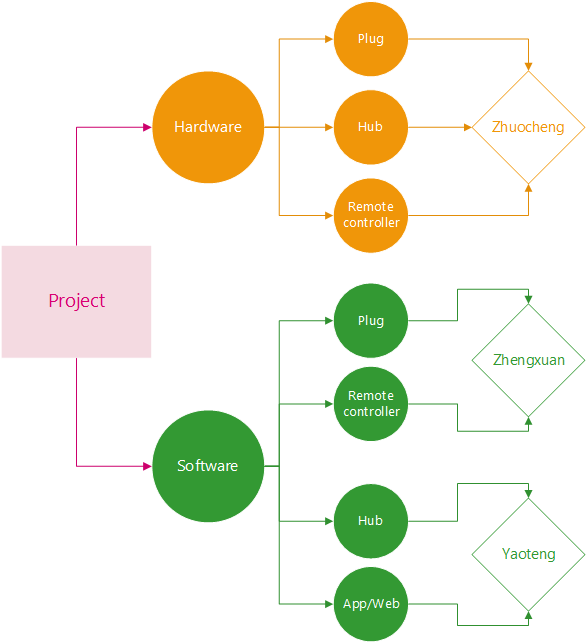 Project
Hardware
Plug
Hub
Remote
controller
Zhuocheng
Software
Plug
Remote
controller
Zhengxuan
Hub
App/Web
Yaoteng